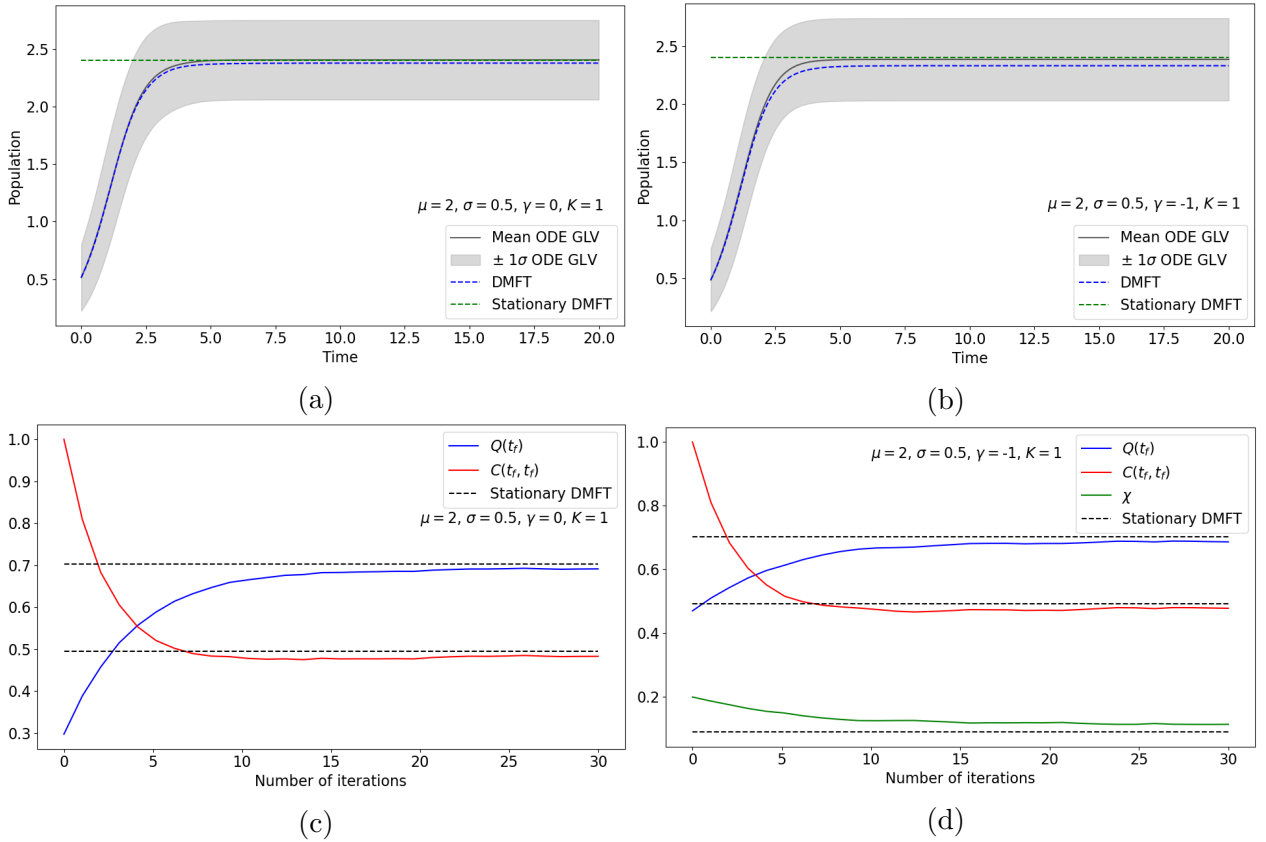 2.5
2.0
1.5
1.0
0.5
Population
μ = 2, σ = 0.5, γ = 0, K = 1
Mean ODE GLV
± 1σ ODE GLV
DMFT
Stationary DMFT
0.0 2.5 5.0 7.5 10.0 12.5 15.0 17.5 20.0
Time
(a)
2.5
2.0
1.5
1.0
0.5
Population
μ = 2, σ = 0.5, γ = -1, K = 1
Mean ODE GLV
± 1σ ODE GLV
DMFT
Stationary DMFT
0.0 2.5 5.0 7.5 10.0 12.5 15.0 17.5 20.0
Time
(b)
1.0
0.9
0.8
0.7
0.6
0.5
0.4
0.3
Q(t_f)
C(t_f, t_f)
Stationary DMFT
μ = 2, σ = 0.5, γ = 0, K = 1
0 5 10 15 20 25 30
Number of iterations
(c)
1.0
0.8
0.6
0.4
0.2
μ = 2, σ = 0.5, γ = -1, K = 1
Q(t_f)
C(t_f, t_f)
χ
Stationary DMFT
0 5 10 15 20 25 30
Number of iterations
(d)